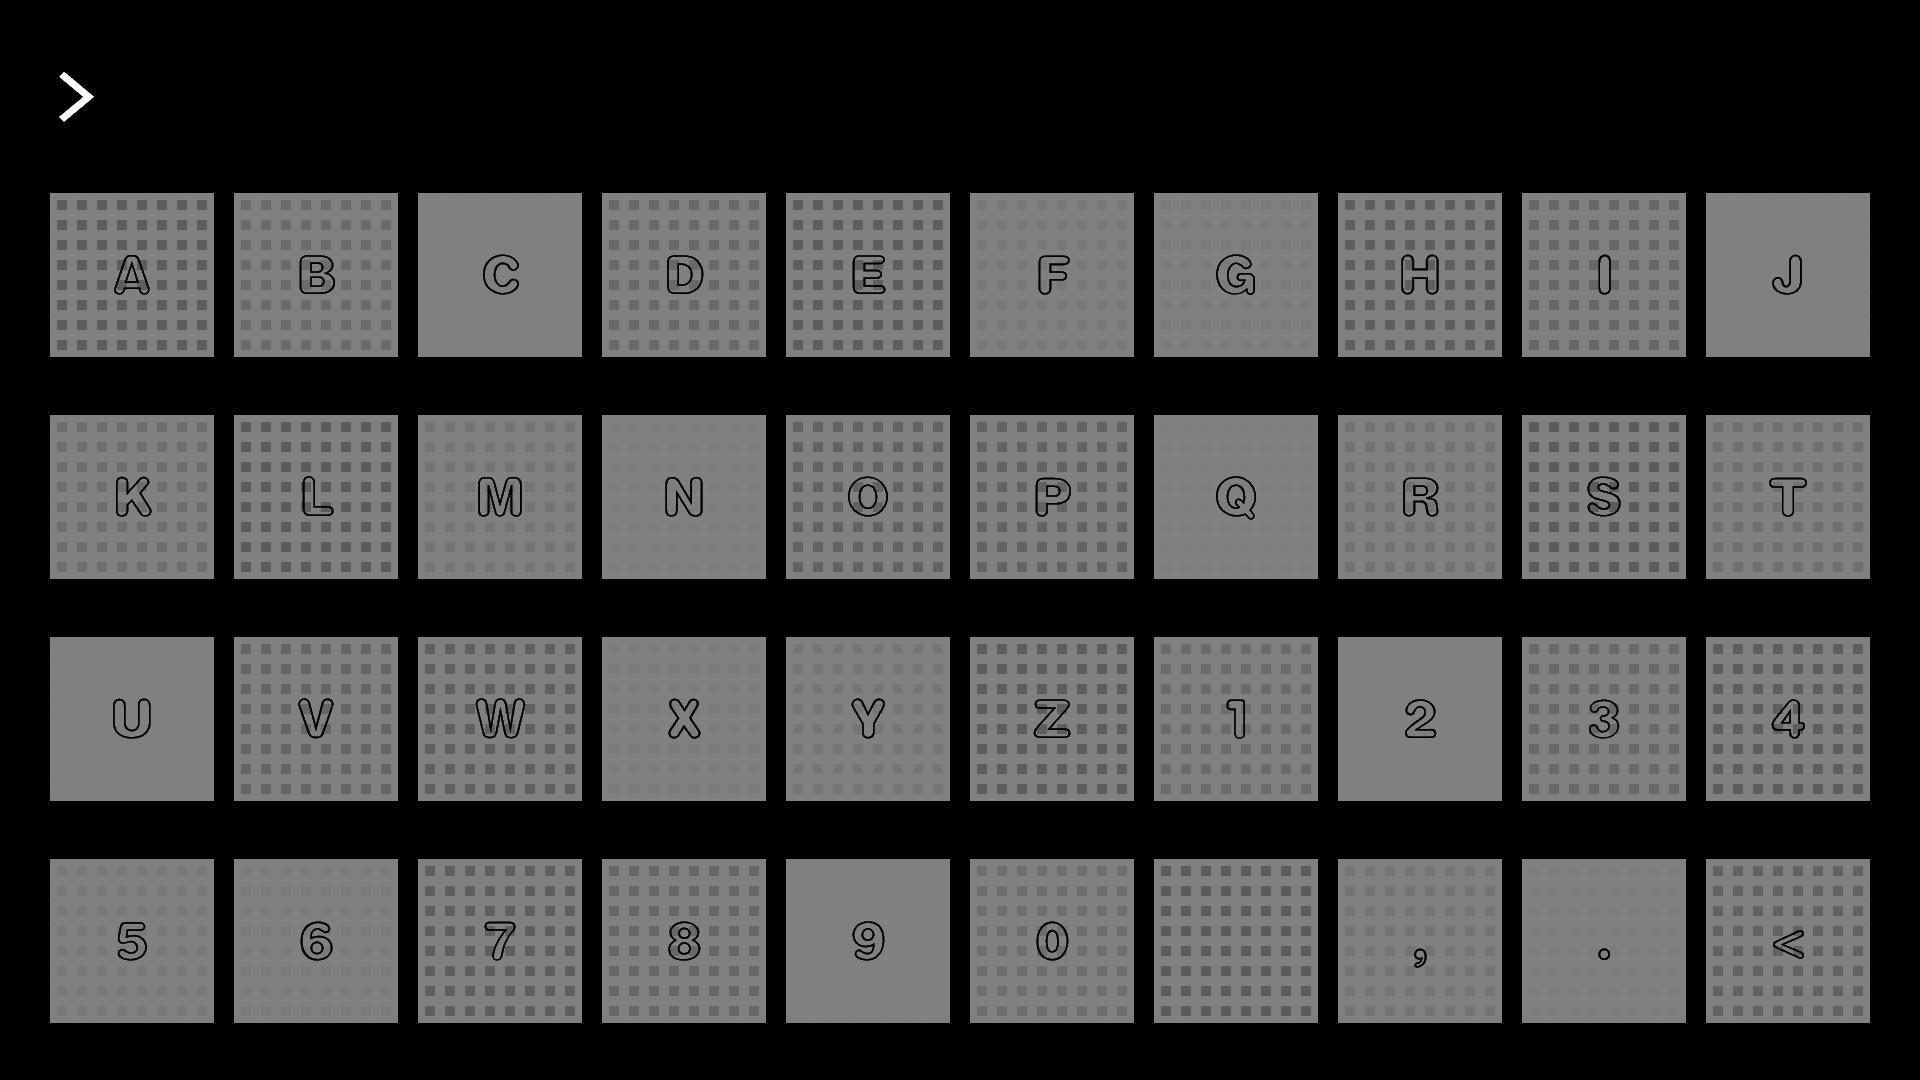 >
A B C D E F G H I J
K L M N O P Q R S T
U V W X Y Z 1 2 3 4
5 6 7 8 9 0 , . <